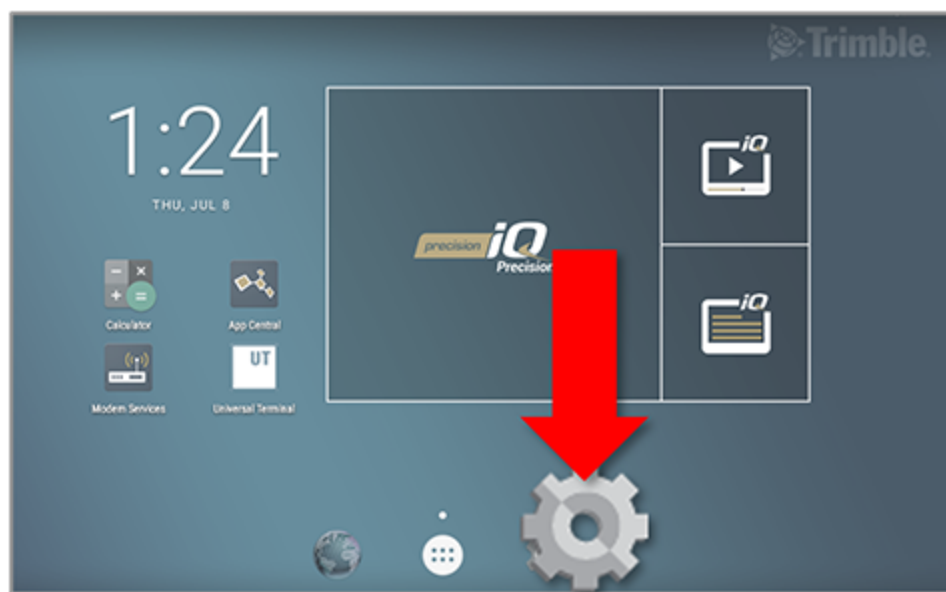 Trimble
1:24
THU, JUL 8
precision iQ
Precision
iQ
iQ
Calculator
App Central
UT
Modem Services
Universal Terminal